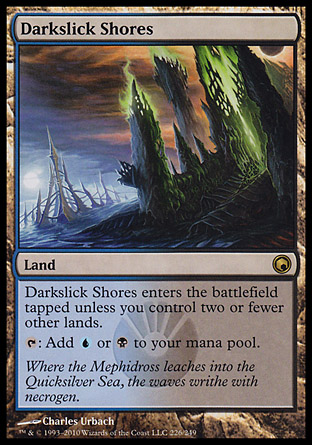 Darkslick Shores
Land
Darkslick Shores enters the battlefield
tapped unless you control two or fewer
other lands.
: Add or to your mana pool.
Where the Mephidross leaches into the
Quicksilver Sea, the waves writhe with
necrogen.
Charles Urbach
™ & © 1993–2010 Wizards of the Coast LLC 226/249